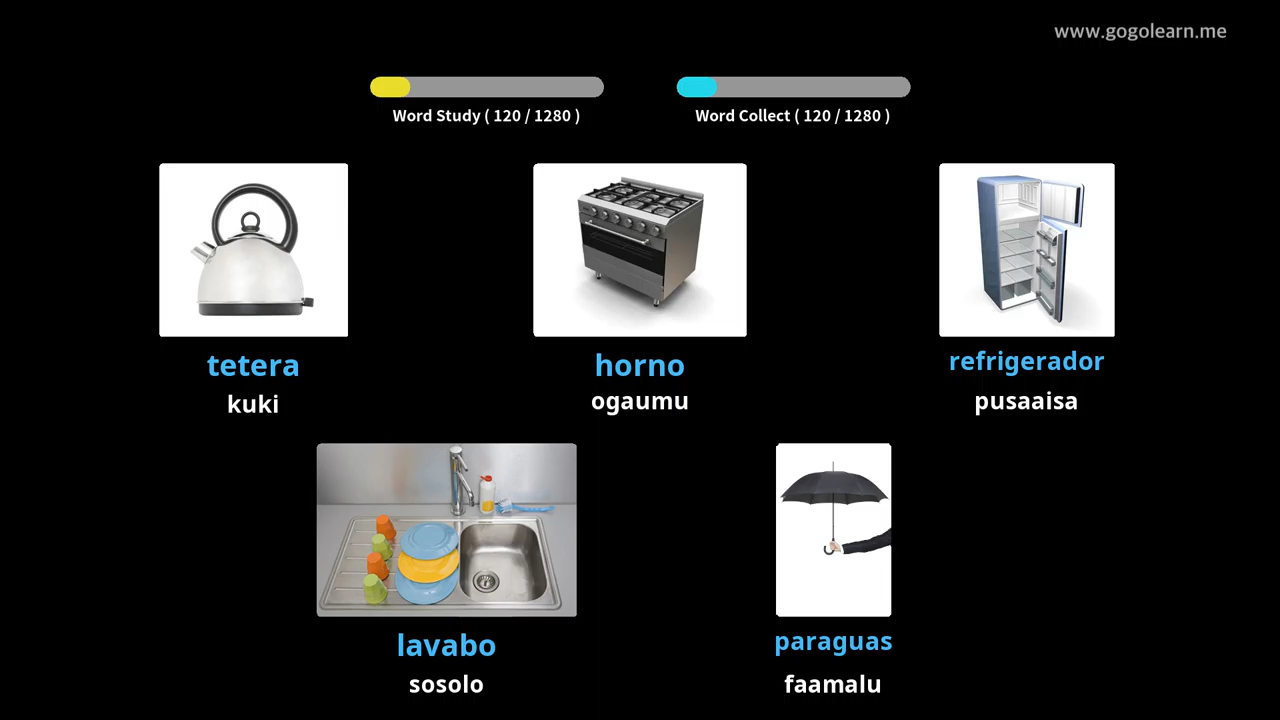 www.gogolearn.me
Word Study ( 120 / 1280 )
Word Collect ( 120 / 1280 )
tetera
kuki
horno
ogaumu
refrigerador
pusaaisa
lavabo
sosolo
paraguas
faamalu